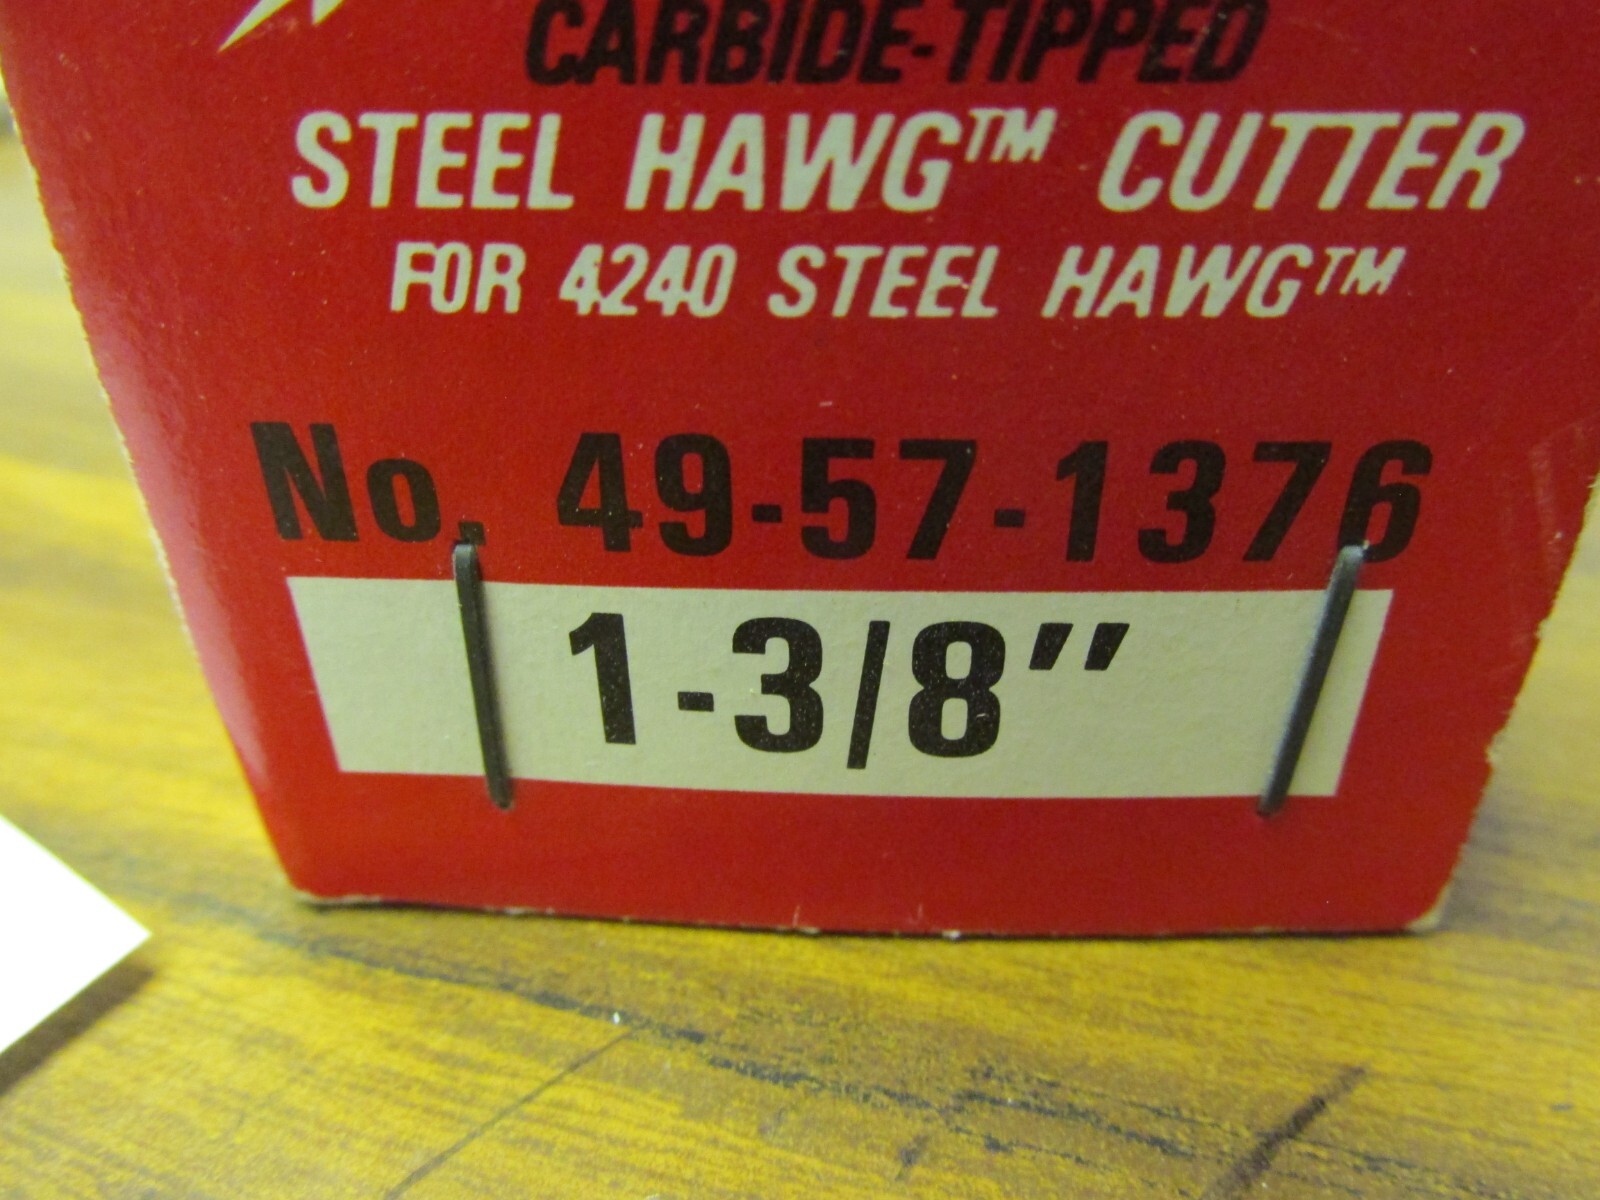 CARBIDE-TIPPED
STEEL HAWG™ CUTTER
FOR 4240 STEEL HAWG™
No. 49-57-1376
1-3/8"